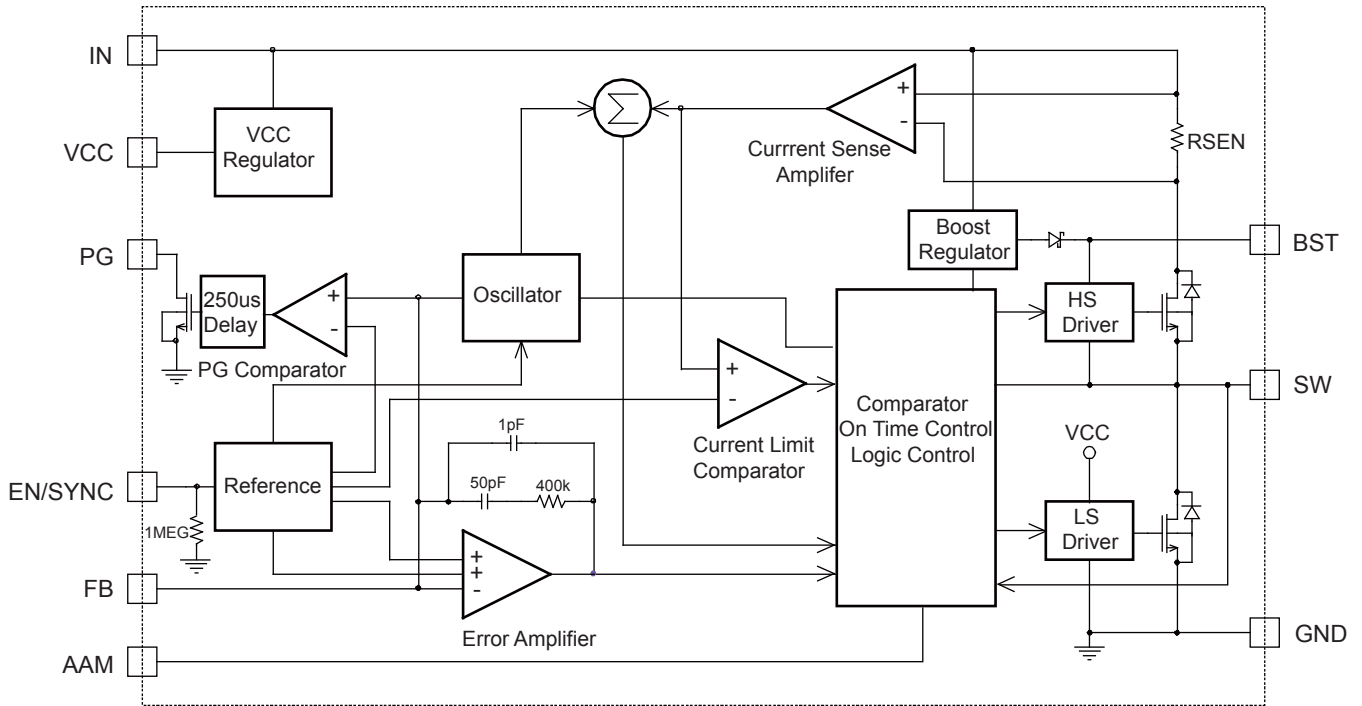 IN
VCC
Regulator
VCC
Σ
+
-
Currrent Sense
Amplifer
RSEN
Boost
Regulator
BST
PG
250us
Delay
+
-
PG Comparator
Oscillator
HS
Driver
SW
+
-
Current Limit
Comparator
Comparator
On Time Control
Logic Control
VCC
LS
Driver
EN/SYNC
Reference
1MEG
1pF
50pF
400k
+
+
-
Error Amplifier
FB
AAM
GND